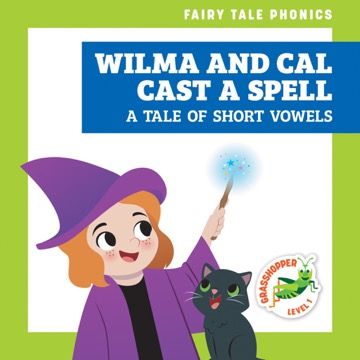 FAIRY TALE PHONICS
WILMA AND CAL
CAST A SPELL
A TALE OF SHORT VOWELS
GRASSHOPPER
LEVEL 1